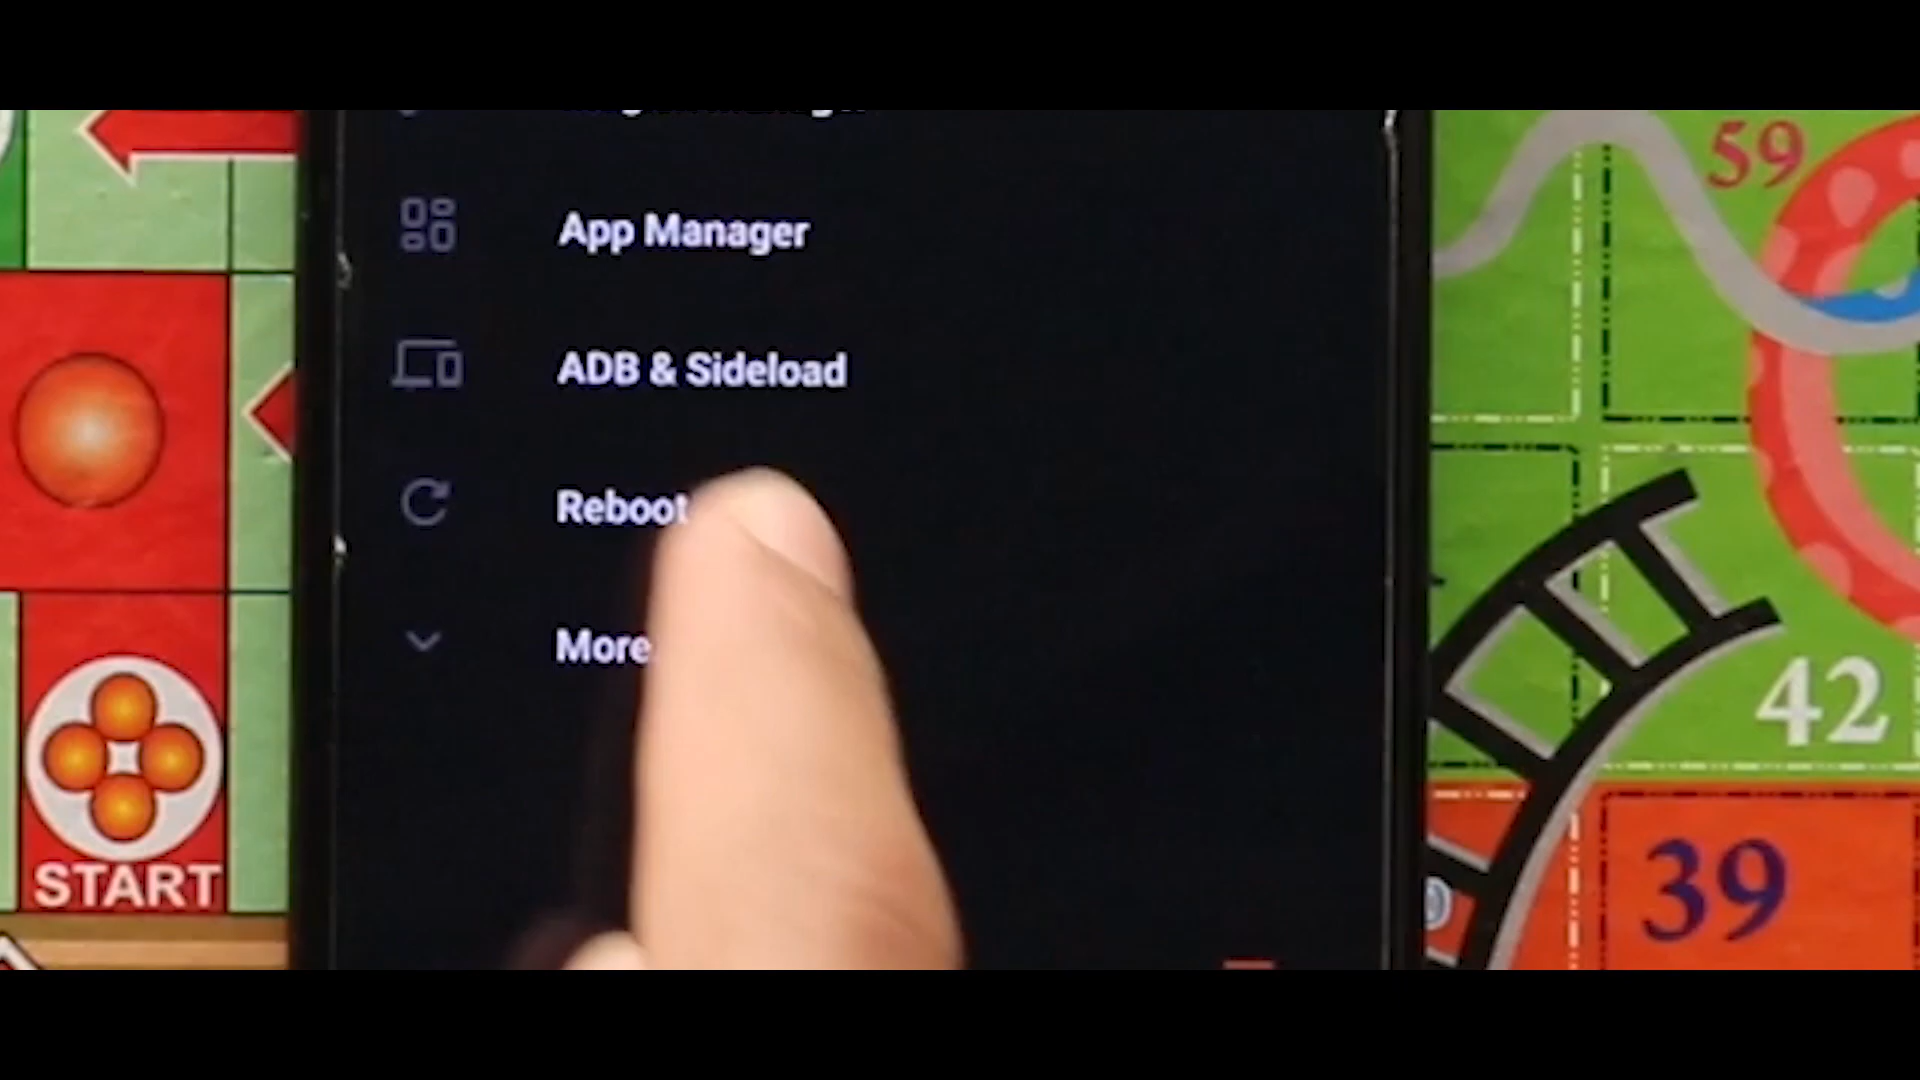 59
App Manager
ADB & Sideload
Reboot
More
42
39
START